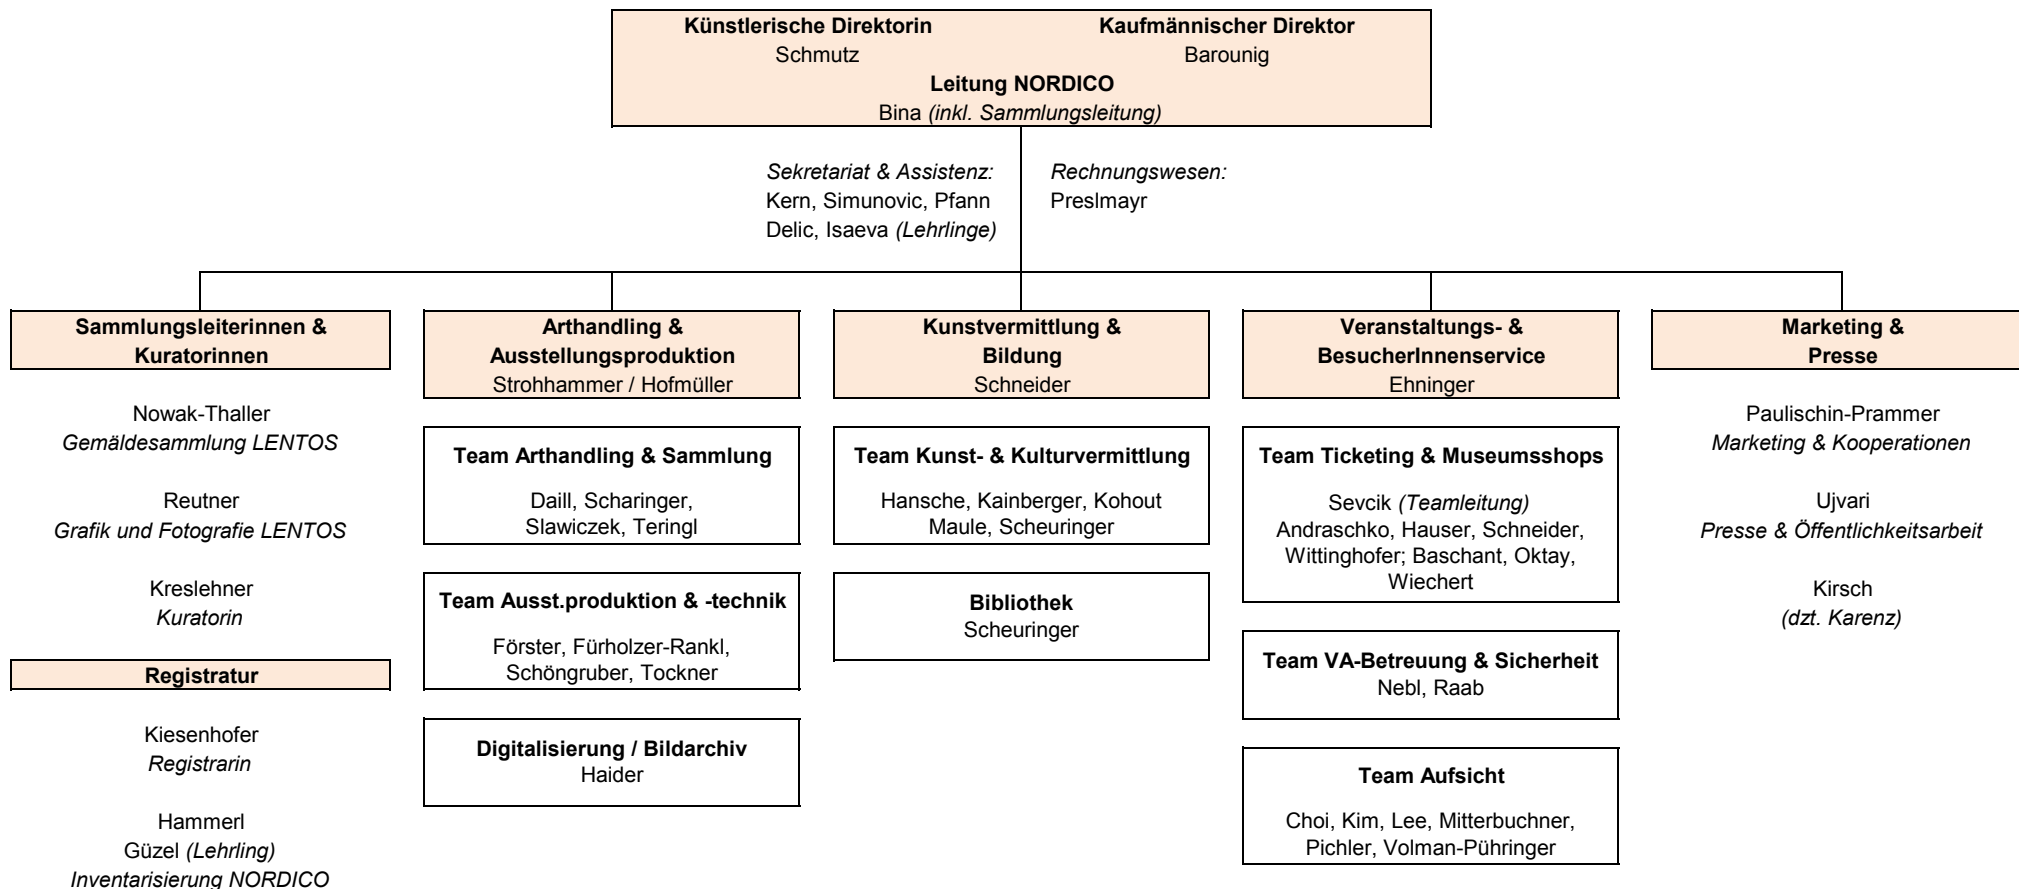 Künstlerische Direktorin
Schmutz
Kaufmännischer Direktor
Barounig
Leitung NORDICO
Bina (inkl. Sammlungsleitung)
Sekretariat & Assistenz:
Kern, Simunovic, Pfann
Delic, Isaeva (Lehrlinge)
Rechnungswesen:
Preslmayr
Sammlungsleiterinnen &
Kuratorinnen
Nowak-Thaller
Gemäldesammlung LENTOS
Reutner
Grafik und Fotografie LENTOS
Kreslehner
Kuratorin
Registratur
Kiesenhofer
Registrarin
Hammerl
Güzel (Lehrling)
Inventarisierung NORDICO
Arthandling &
Ausstellungsproduktion
Strohhammer / Hofmüller
Team Arthandling & Sammlung
Daill, Scharinger,
Slawiczek, Teringl
Team Ausst.produktion & -technik
Förster, Fürholzer-Rankl,
Schöngruber, Tockner
Digitalisierung / Bildarchiv
Haider
Kunstvermittlung &
Bildung
Schneider
Team Kunst- & Kulturvermittlung
Hansche, Kainberger, Kohout
Maule, Scheuringer
Bibliothek
Scheuringer
Veranstaltungs- &
BesucherInnenservice
Ehninger
Team Ticketing & Museumsshops
Sevcik (Teamleitung)
Andraschko, Hauser, Schneider,
Wittinghofer; Baschant, Oktay,
Wiechert
Team VA-Betreuung & Sicherheit
Nebl, Raab
Team Aufsicht
Choi, Kim, Lee, Mitterbuchner,
Pichler, Volman-Pühringer
Marketing &
Presse
Paulischin-Prammer
Marketing & Kooperationen
Ujvari
Presse & Öffentlichkeitsarbeit
Kirsch
(dzt. Karenz)